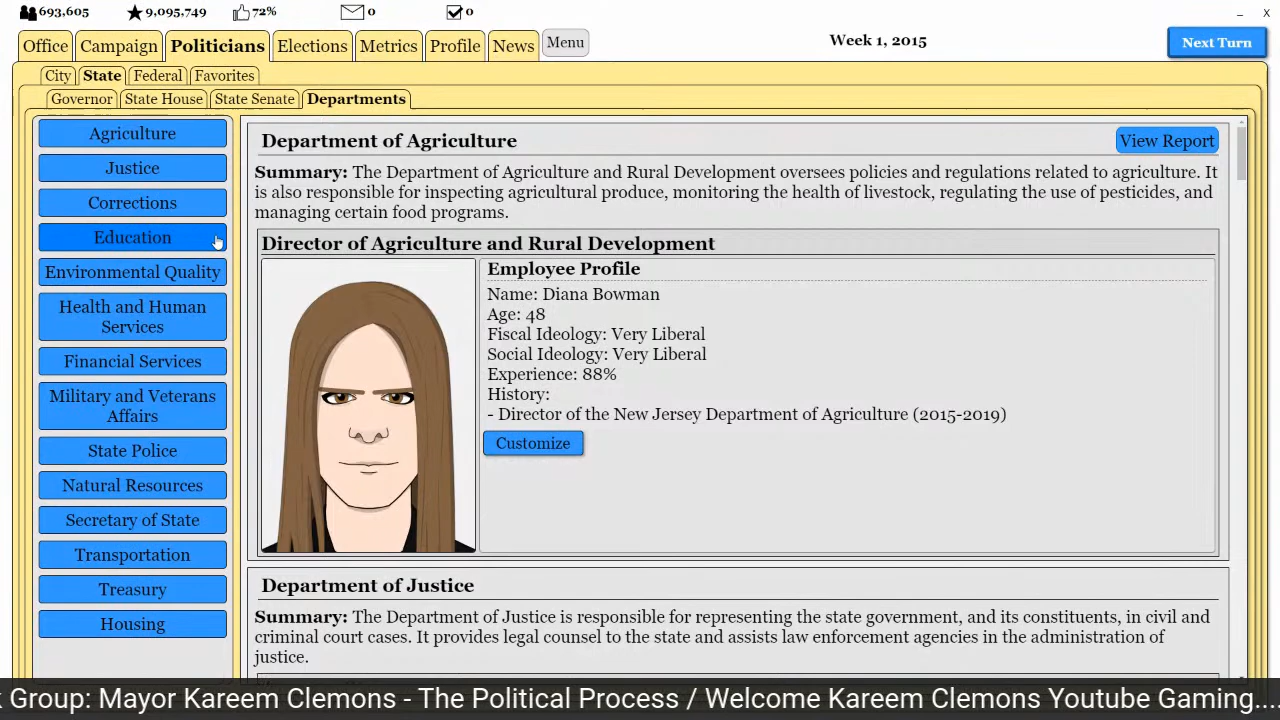 693,605 9,095,749 72% 0 0
Office Campaign Politicians Elections Metrics Profile News Menu Week 1, 2015 Next Turn
City State Federal Favorites
Governor State House State Senate Departments
Agriculture
Justice
Corrections
Education
Environmental Quality
Health and Human
Services
Financial Services
Military and Veterans
Affairs
State Police
Natural Resources
Secretary of State
Transportation
Treasury
Housing
Department of Agriculture View Report
Summary: The Department of Agriculture and Rural Development oversees policies and regulations related to agriculture. It
is also responsible for inspecting agricultural produce, monitoring the health of livestock, regulating the use of pesticides, and
managing certain food programs.
Director of Agriculture and Rural Development
Employee Profile
Name: Diana Bowman
Age: 48
Fiscal Ideology: Very Liberal
Social Ideology: Very Liberal
Experience: 88%
History:
- Director of the New Jersey Department of Agriculture (2015-2019)
Customize
Department of Justice
Summary: The Department of Justice is responsible for representing the state government, and its constituents, in civil and
criminal court cases. It provides legal counsel to the state and assists law enforcement agencies in the administration of
justice.
Group: Mayor Kareem Clemons - The Political Process / Welcome Kareem Clemons Youtube Gaming....